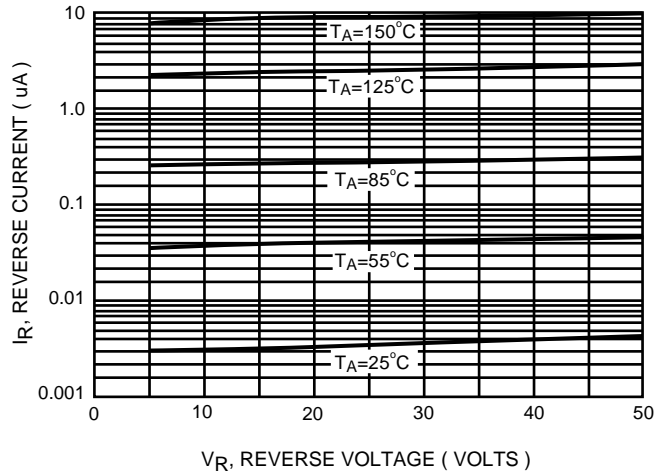 10
T_A=150°C
T_A=125°C
1.0
T_A=85°C
0.1
T_A=55°C
0.01
T_A=25°C
0.001
0 10 20 30 40 50
I_R, REVERSE CURRENT ( uA )
V_R, REVERSE VOLTAGE ( VOLTS )